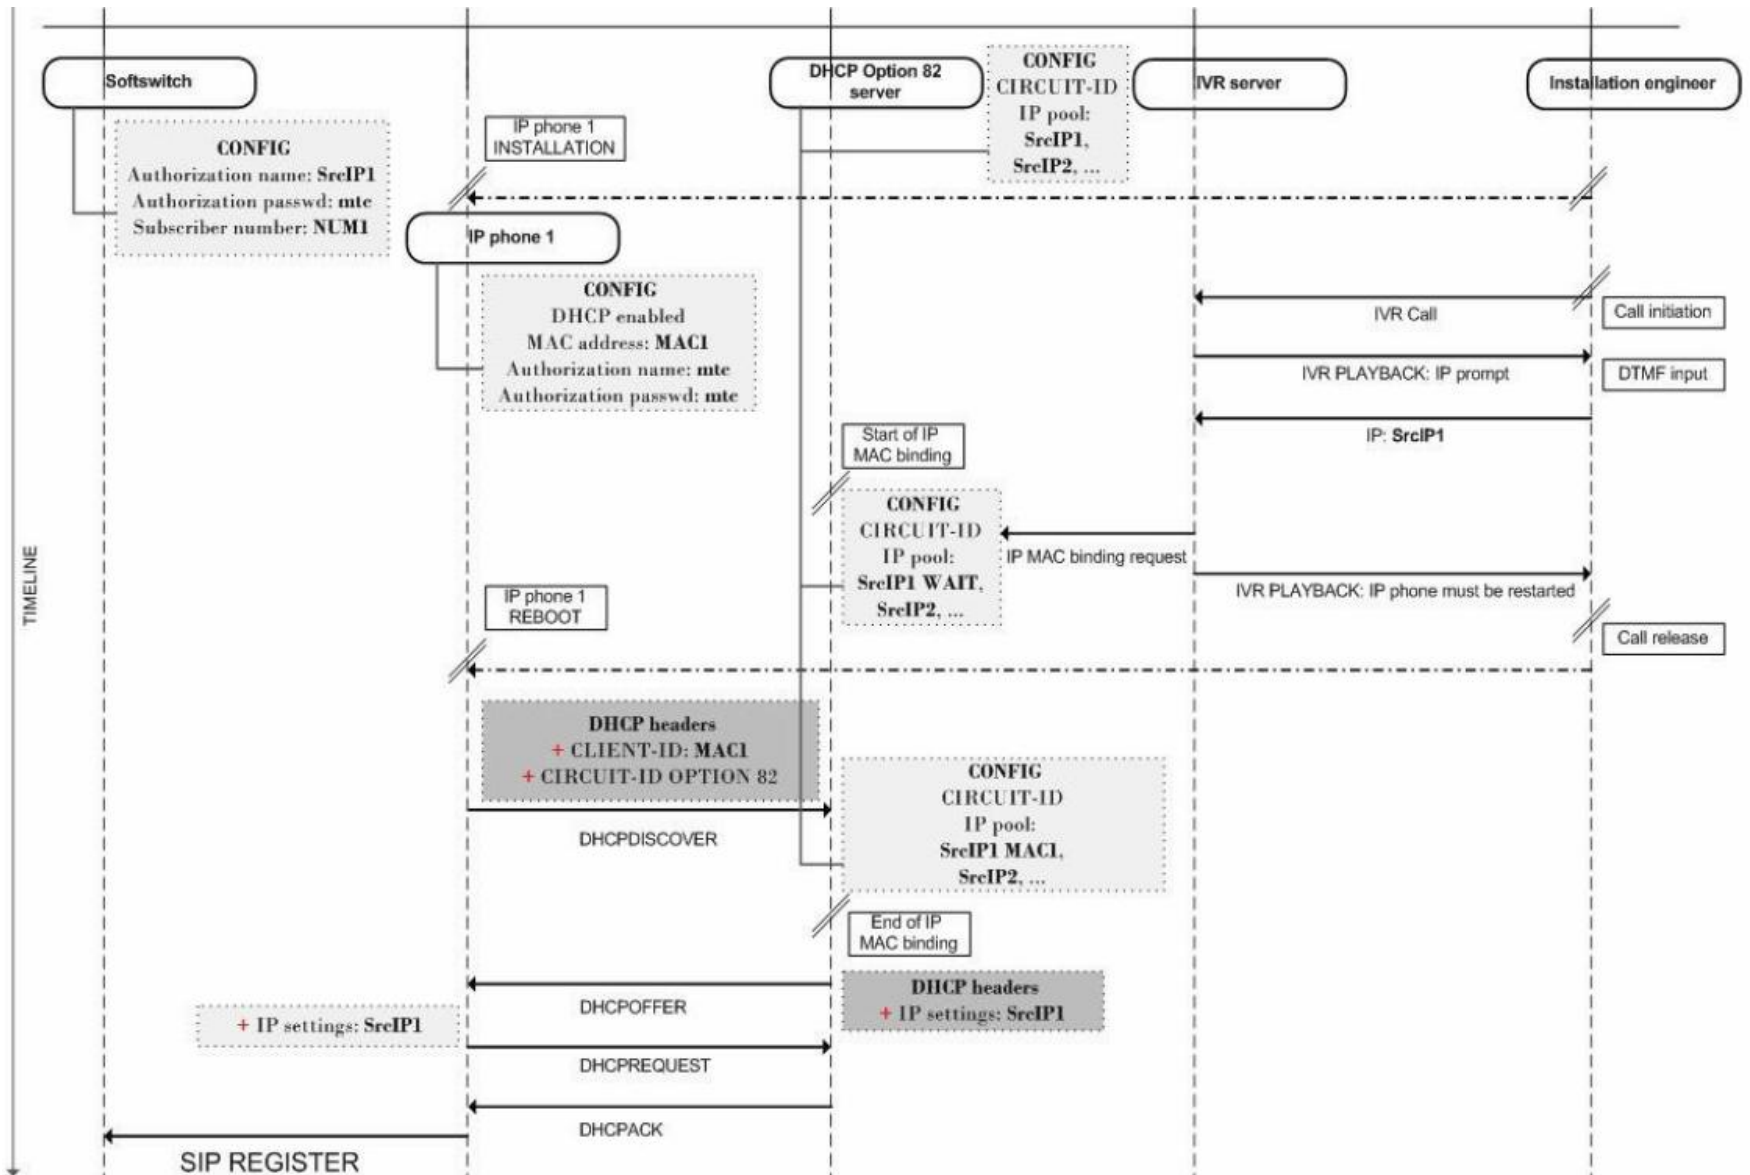 Softswitch
DHCP Option 82
server
CONFIG
CIRCUIT-ID
IP pool:
SrcIP1,
SrcIP2, ...
IVR server
Installation engineer
CONFIG
Authorization name: SrcIP1
Authorization passwd: mtc
Subscriber number: NUM1
IP phone 1
INSTALLATION
IP phone 1
CONFIG
DHCP enabled
MAC address: MAC1
Authorization name: mtc
Authorization passwd: mtc
IVR Call
Call initiation
IVR PLAYBACK: IP prompt
DTMF input
IP: SrcIP1
Start of IP
MAC binding
CONFIG
CIRCUIT-ID
IP pool:
SrcIP1 WAIT,
SrcIP2, ...
IP MAC binding request
IVR PLAYBACK: IP phone must be restarted
TIMELINE
IP phone 1
REBOOT
Call release
DHCP headers
+ CLIENT-ID: MAC1
+ CIRCUIT-ID OPTION 82
DHCPDISCOVER
CONFIG
CIRCUIT-ID
IP pool:
SrcIP1 MAC1,
SrcIP2, ...
End of IP
MAC binding
DHCPOFFER
DHCP headers
+ IP settings: SrcIP1
+ IP settings: SrcIP1
DHCPREQUEST
DHCPACK
SIP REGISTER